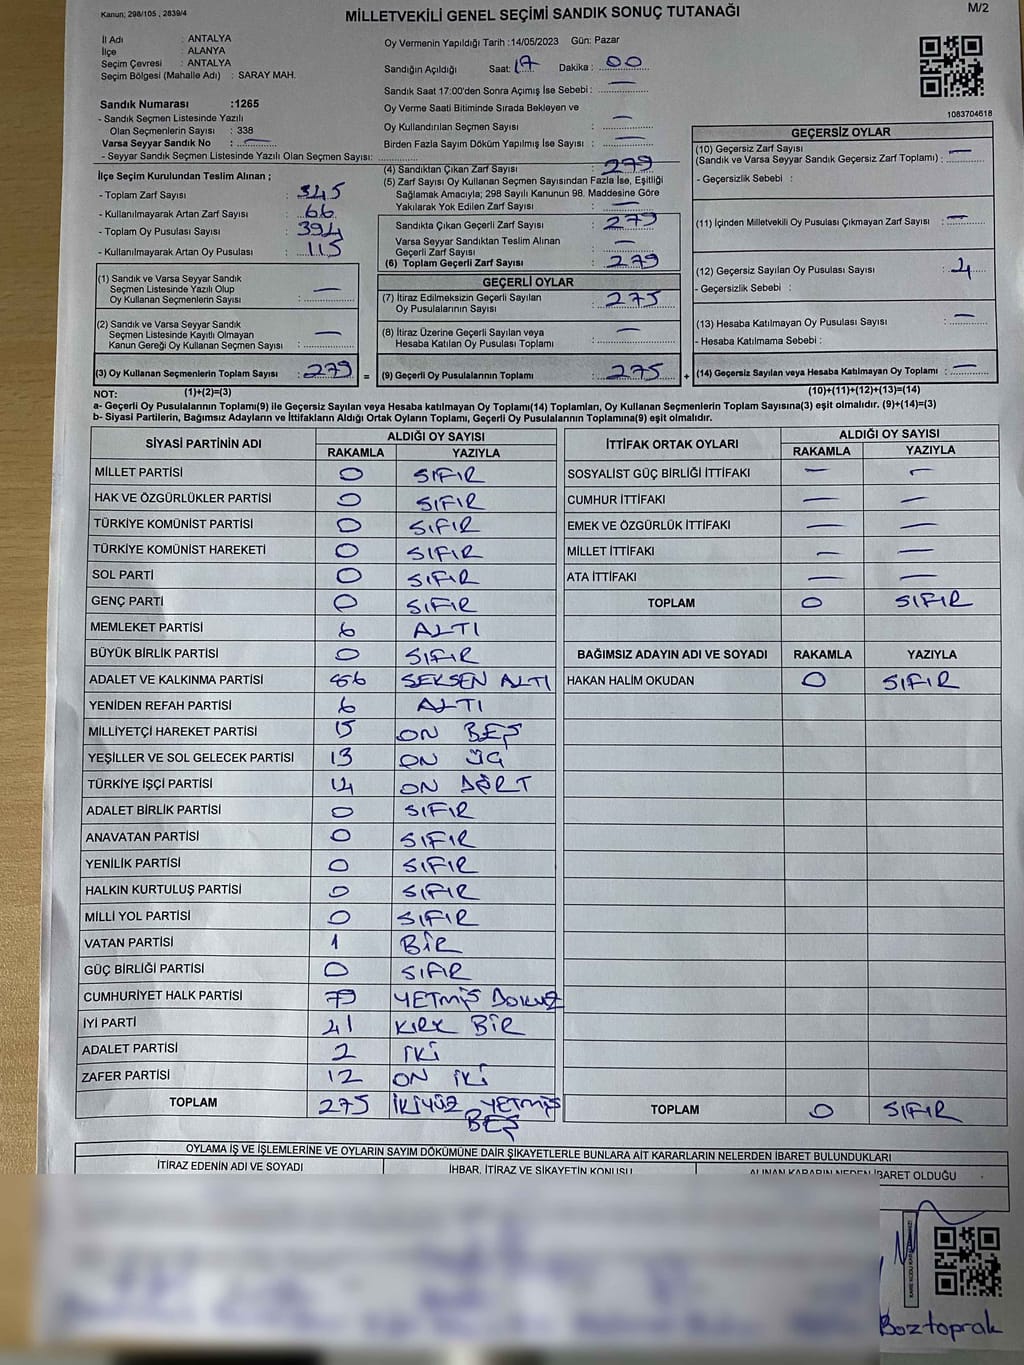 Kanun; 298/105 , 2839/4
MİLLETVEKİLİ GENEL SEÇİMİ SANDIK SONUÇ TUTANAĞI
M/2
İl Adı : ANTALYA
İlçe : ALANYA
Seçim Çevresi : ANTALYA
Seçim Bölgesi (Mahalle Adı) : SARAY MAH.
Oy Vermenin Yapıldığı Tarih :14/05/2023 Gün: Pazar
Sandığın Açıldığı Saat: 17 Dakika : 00
Sandık Saat 17:00'den Sonra Açımış İse Sebebi : —
Oy Verme Saati Bitiminde Sırada Bekleyen ve
Oy Kullandırılan Seçmen Sayısı : —
Birden Fazla Sayım Döküm Yapılmış İse Sayısı : —
1083704618
Sandık Numarası :1265
- Sandık Seçmen Listesinde Yazılı
Olan Seçmenlerin Sayısı : 338
Varsa Seyyar Sandık No : —
- Seyyar Sandık Seçmen Listesinde Yazılı Olan Seçmen Sayısı:
İlçe Seçim Kurulundan Teslim Alınan ;
- Toplam Zarf Sayısı : 345
- Kullanılmayarak Artan Zarf Sayısı : 66
- Toplam Oy Pusulası Sayısı : 394
- Kullanılmayarak Artan Oy Pusulası : 115
(4) Sandıktan Çıkan Zarf Sayısı : 279
(5) Zarf Sayısı Oy Kullanan Seçmen Sayısından Fazla İse, Eşitliği
Sağlamak Amacıyla; 298 Sayılı Kanunun 98. Maddesine Göre
Yakılarak Yok Edilen Zarf Sayısı : —
Sandıkta Çıkan Geçerli Zarf Sayısı : 279
Varsa Seyyar Sandıktan Teslim Alınan
Geçerli Zarf Sayısı : —
(6) Toplam Geçerli Zarf Sayısı : 279
GEÇERSİZ OYLAR
(10) Geçersiz Zarf Sayısı
(Sandık ve Varsa Seyyar Sandık Geçersiz Zarf Toplamı) : —
- Geçersizlik Sebebi :
(11) İçinden Milletvekili Oy Pusulası Çıkmayan Zarf Sayısı : —
(12) Geçersiz Sayılan Oy Pusulası Sayısı : 4
- Geçersizlik Sebebi :
(13) Hesaba Katılmayan Oy Pusulası Sayısı : —
- Hesaba Katılmama Sebebi :
(1) Sandık ve Varsa Seyyar Sandık
Seçmen Listesinde Yazılı Olup
Oy Kullanan Seçmenlerin Sayısı : —
(2) Sandık ve Varsa Seyyar Sandık
Seçmen Listesinde Kayıtlı Olmayan
Kanun Gereği Oy Kullanan Seçmen Sayısı : —
GEÇERLİ OYLAR
(7) İtiraz Edilmeksizin Geçerli Sayılan
Oy Pusulalarının Sayısı : 275
(8) İtiraz Üzerine Geçerli Sayılan veya
Hesaba Katılan Oy Pusulası Toplamı : —
(3) Oy Kullanan Seçmenlerin Toplam Sayısı : 279 = (9) Geçerli Oy Pusulalarının Toplamı : 275 + (14) Geçersiz Sayılan veya Hesaba Katılmayan Oy Toplamı : —
NOT: (1)+(2)=(3) (10)+(11)+(12)+(13)=(14)
a- Geçerli Oy Pusulalarının Toplamı(9) ile Geçersiz Sayılan veya Hesaba katılmayan Oy Toplamı(14) Toplamları, Oy Kullanan Seçmenlerin Toplam Sayısına(3) eşit olmalıdır. (9)+(14)=(3)
b- Siyasi Partilerin, Bağımsız Adayların ve İttifakların Aldığı Ortak Oyların Toplamı, Geçerli Oy Pusulalarının Toplamına(9) eşit olmalıdır.
SİYASİ PARTİNİN ADI ALDIĞI OY SAYISI
RAKAMLA YAZIYLA
MİLLET PARTİSİ 0 SIFIR
HAK VE ÖZGÜRLÜKLER PARTİSİ 0 SIFIR
TÜRKİYE KOMÜNİST PARTİSİ 0 SIFIR
TÜRKİYE KOMÜNİST HAREKETİ 0 SIFIR
SOL PARTİ 0 SIFIR
GENÇ PARTİ 0 SIFIR
MEMLEKET PARTİSİ 6 ALTI
BÜYÜK BİRLİK PARTİSİ 0 SIFIR
ADALET VE KALKINMA PARTİSİ 86 SEKSEN ALTI
YENİDEN REFAH PARTİSİ 6 ALTI
MİLLİYETÇİ HAREKET PARTİSİ 15 ON BEŞ
YEŞİLLER VE SOL GELECEK PARTİSİ 13 ON ÜÇ
TÜRKİYE İŞÇİ PARTİSİ 14 ON DÖRT
ADALET BİRLİK PARTİSİ 0 SIFIR
ANAVATAN PARTİSİ 0 SIFIR
YENİLİK PARTİSİ 0 SIFIR
HALKIN KURTULUŞ PARTİSİ 0 SIFIR
MİLLİ YOL PARTİSİ 0 SIFIR
VATAN PARTİSİ 1 BİR
GÜÇ BİRLİĞİ PARTİSİ 0 SIFIR
CUMHURİYET HALK PARTİSİ 79 YETMİŞ DOKUZ
İYİ PARTİ 41 KIRK BİR
ADALET PARTİSİ 2 İKİ
ZAFER PARTİSİ 12 ON İKİ
TOPLAM 275 İKİYÜZ YETMİŞ
BEŞ
İTTİFAK ORTAK OYLARI ALDIĞI OY SAYISI
RAKAMLA YAZIYLA
SOSYALİST GÜÇ BİRLİĞİ İTTİFAKI — —
CUMHUR İTTİFAKI — —
EMEK VE ÖZGÜRLÜK İTTİFAKI — —
MİLLET İTTİFAKI — —
ATA İTTİFAKI — —
TOPLAM 0 SIFIR
BAĞIMSIZ ADAYIN ADI VE SOYADI RAKAMLA YAZIYLA
HAKAN HALİM OKUDAN 0 SIFIR
TOPLAM 0 SIFIR
OYLAMA İŞ VE İŞLEMLERİNE VE OYLARIN SAYIM DÖKÜMÜNE DAİR ŞİKAYETLERLE BUNLARA AİT KARARLARIN NELERDEN İBARET BULUNDUKLARI
İTİRAZ EDENİN ADI VE SOYADI İHBAR, İTİRAZ VE ŞİKAYETİN KONUSU ALINAN KARARIN NEDEN İBARET OLDUĞU
Boztoprak